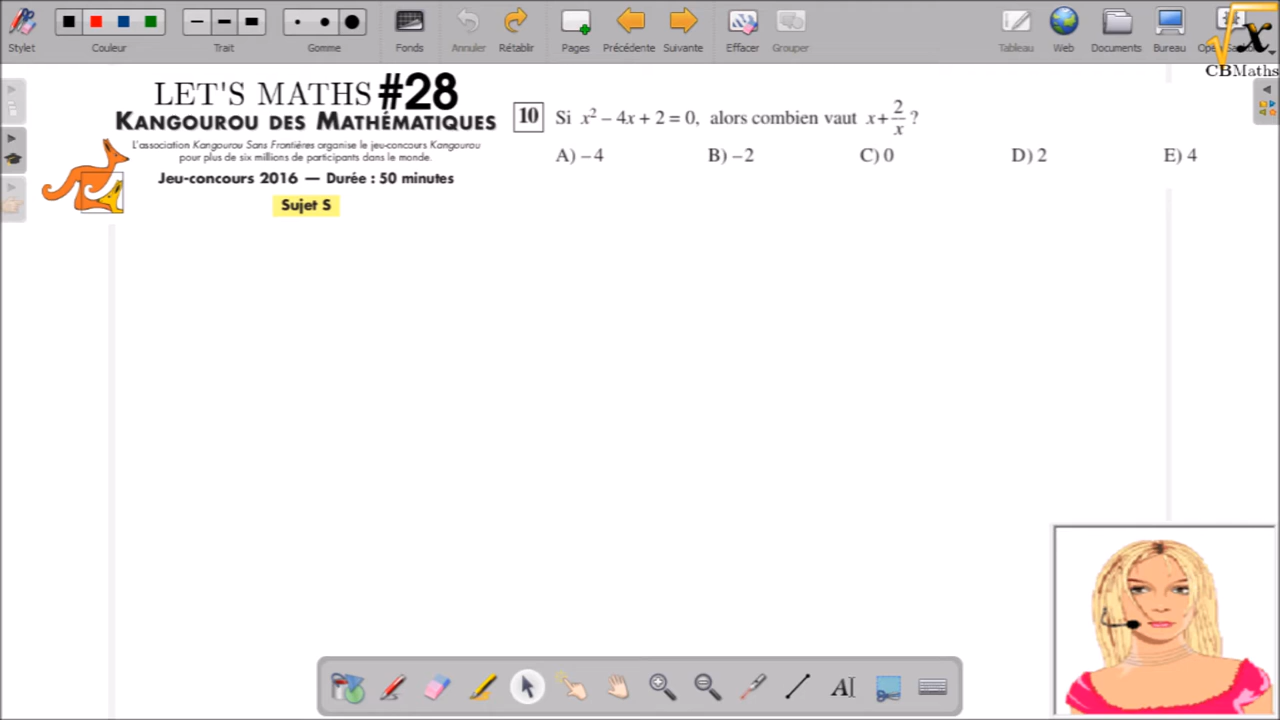 Stylet
Couleur
Trait
Gomme
Fonds
Annuler
Rétablir
Pages
Précédente
Suivante
Effacer
Grouper
Tableau
Web
Documents
Bureau
CBMaths
LET'S MATHS #28
KANGOUROU DES MATHÉMATIQUES
L'association Kangourou Sans Frontières organise le jeu-concours Kangourou
pour plus de six millions de participants dans le monde.
Jeu-concours 2016 — Durée : 50 minutes
Sujet S
10 Si x² – 4x + 2 = 0, alors combien vaut x + 2/x ?
A) –4 B) –2 C) 0 D) 2 E) 4
AI